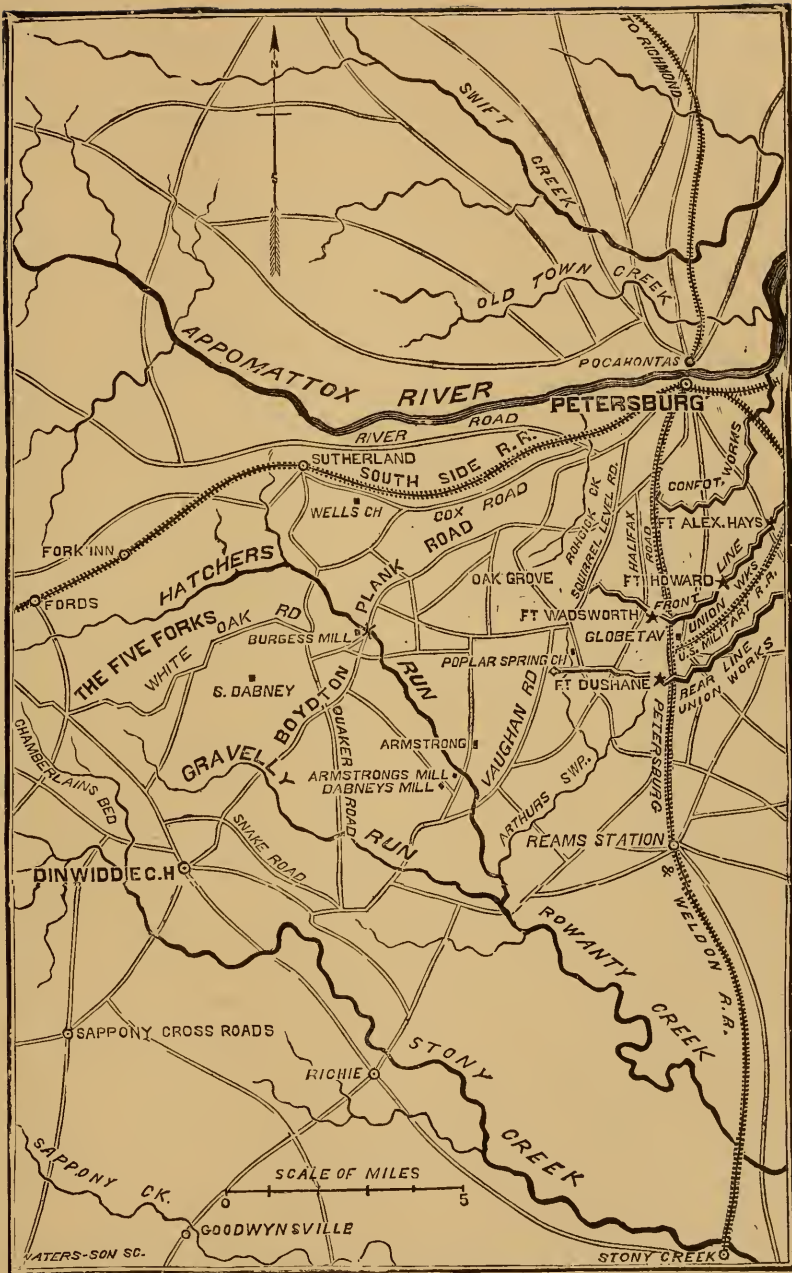 TO RICHMOND
N
SWIFT CREEK
S
OLD TOWN CREEK
POCAHONTAS
APPOMATTOX RIVER
PETERSBURG
RIVER ROAD
SUTHERLAND
SOUTH SIDE R.R.
CONFDT. WORKS
WELLS CH
COX ROAD
ROHOICK CK
SQUIRREL LEVEL RD.
HALIFAX ROAD
FT ALEX. HAYS
FORK INN
HATCHERS RUN
BOYDTON PLANK ROAD
OAK GROVE
FT HOWARD
FRONT LINE UNION WKS
FORDS
FT WADSWORTH
THE FIVE FORKS
WHITE OAK RD
BURGESS MILL
GLOBE TAV
U.S. MILITARY R.R.
POPLAR SPRING CH
S. DABNEY
FT DUSHANE
REAR LINE
UNION WORKS
PETERSBURG & WELDON R.R.
CHAMBERLAINS BED
QUAKER ROAD
VAUGHAN RD
ARMSTRONG
GRAVELLY RUN
ARMSTRONGS MILL
DABNEYS MILL
ARTHURS SWP.
SNAKE ROAD
REAMS STATION
DINWIDDIE C.H
ROWANTY CREEK
SAPPONY CROSS ROADS
STONY CREEK
RICHIE
SAPPONY CK.
SCALE OF MILES
0 5
GOODWYNSVILLE
WATERS-SON SC-
STONY CREEK